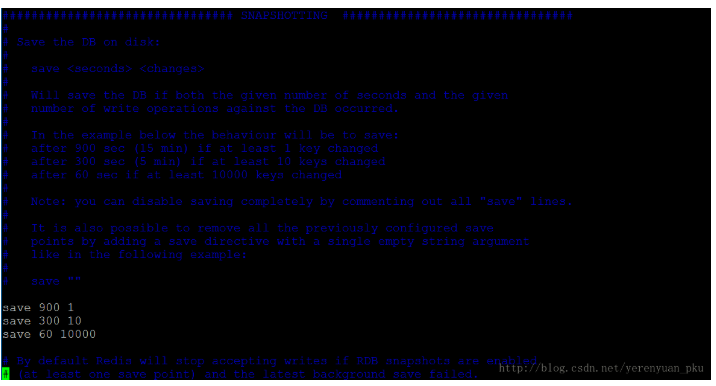 ################################ SNAPSHOTTING ################################
#
# Save the DB on disk:
#
#   save <seconds> <changes>
#
#   Will save the DB if both the given number of seconds and the given
#   number of write operations against the DB occurred.
#
#   In the example below the behaviour will be to save:
#   after 900 sec (15 min) if at least 1 key changed
#   after 300 sec (5 min) if at least 10 keys changed
#   after 60 sec if at least 10000 keys changed
#
#   Note: you can disable saving completely by commenting out all "save" lines.
#
#   It is also possible to remove all the previously configured save
#   points by adding a save directive with a single empty string argument
#   like in the following example:
#
#   save ""
save 900 1
save 300 10
save 60 10000
# By default Redis will stop accepting writes if RDB snapshots are enabled
# (at least one save point) and the latest background save failed.
http://blog.csdn.net/yerenyuan_pku